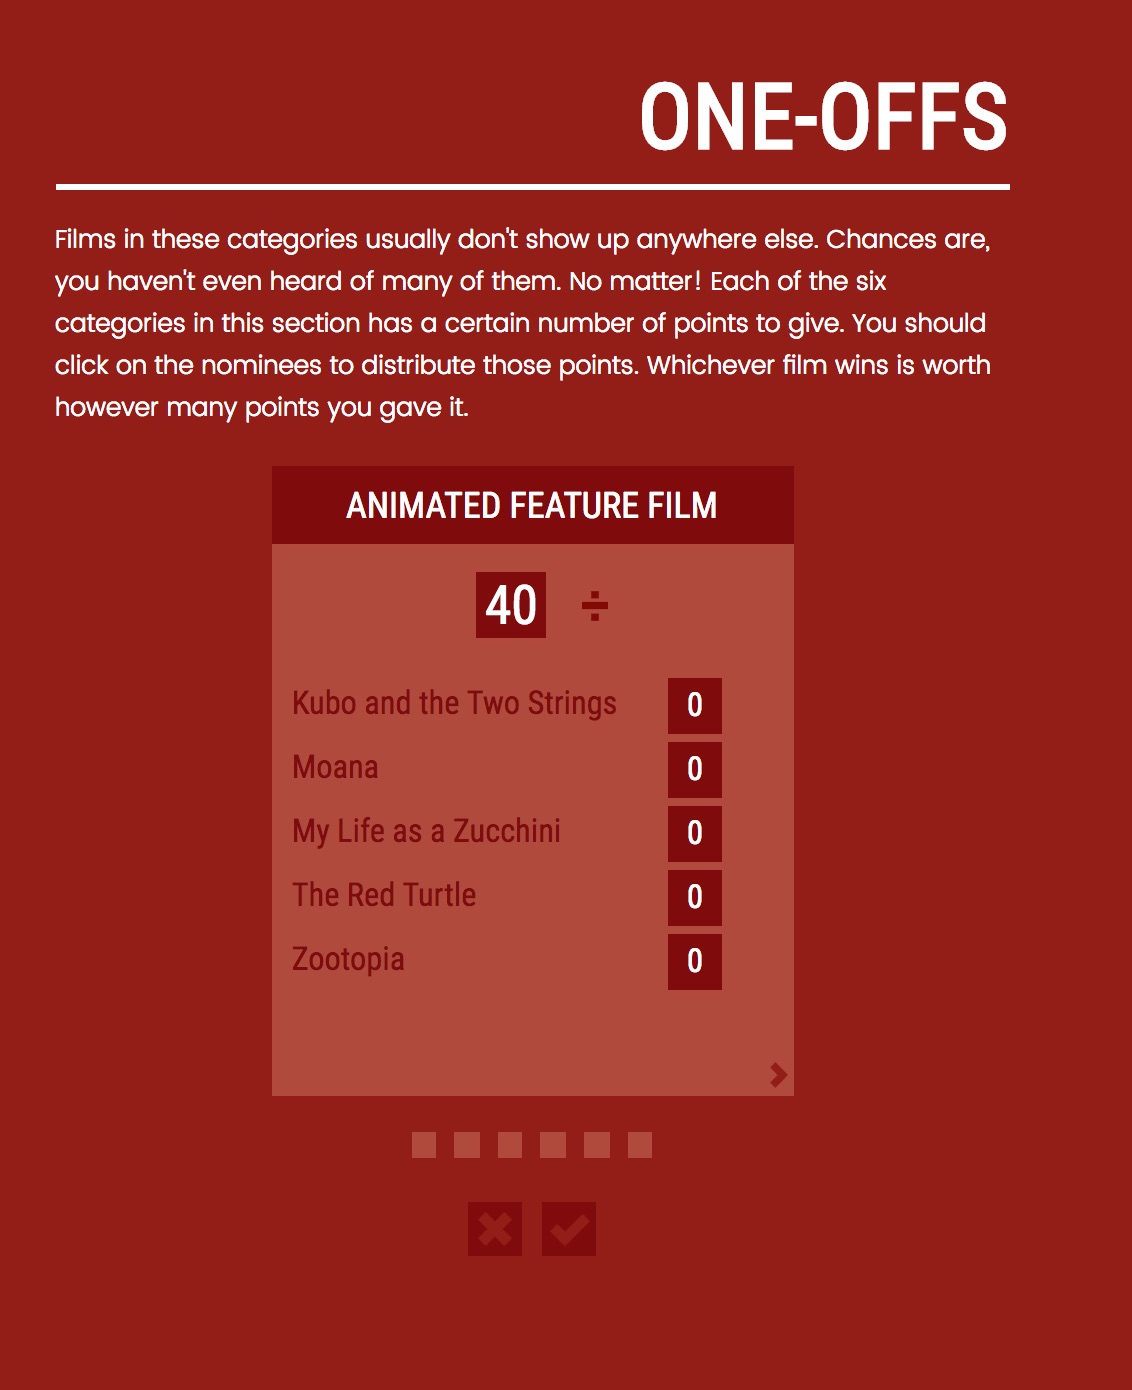 ONE-OFFS
Films in these categories usually don't show up anywhere else. Chances are,
you haven't even heard of many of them. No matter! Each of the six
categories in this section has a certain number of points to give. You should
click on the nominees to distribute those points. Whichever film wins is worth
however many points you gave it.
ANIMATED FEATURE FILM
40 ÷
Kubo and the Two Strings 0
Moana 0
My Life as a Zucchini 0
The Red Turtle 0
Zootopia 0